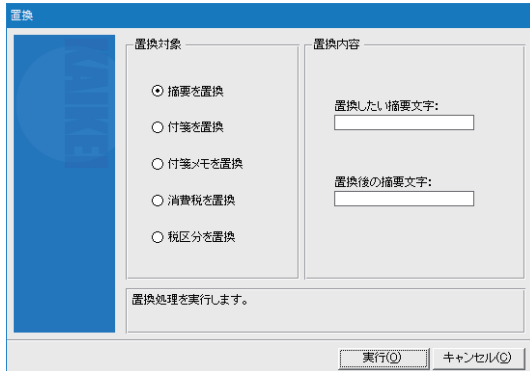 置換
KAIKEI
置換対象
摘要を置換
付箋を置換
付箋メモを置換
消費税を置換
税区分を置換
置換内容
置換したい摘要文字:
置換後の摘要文字:
置換処理を実行します。
実行(O)
キャンセル(C)